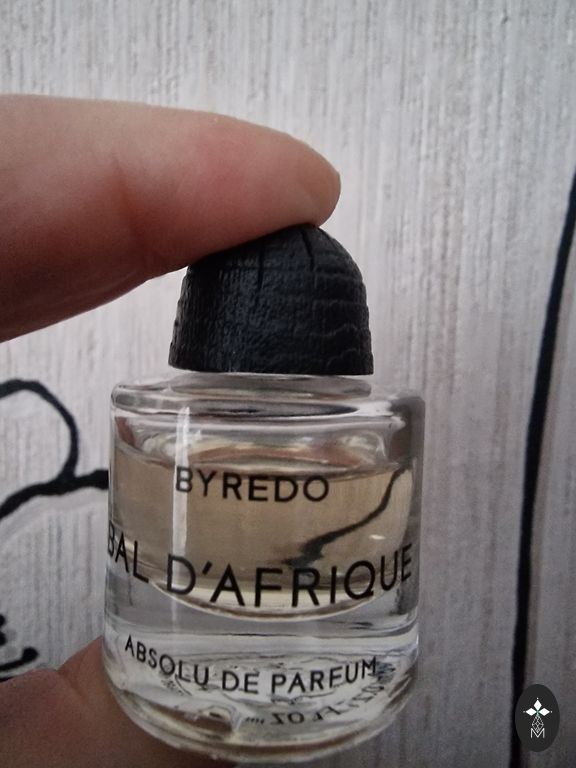 BYREDO
BAL D'AFRIQUE
ABSOLU DE PARFUM